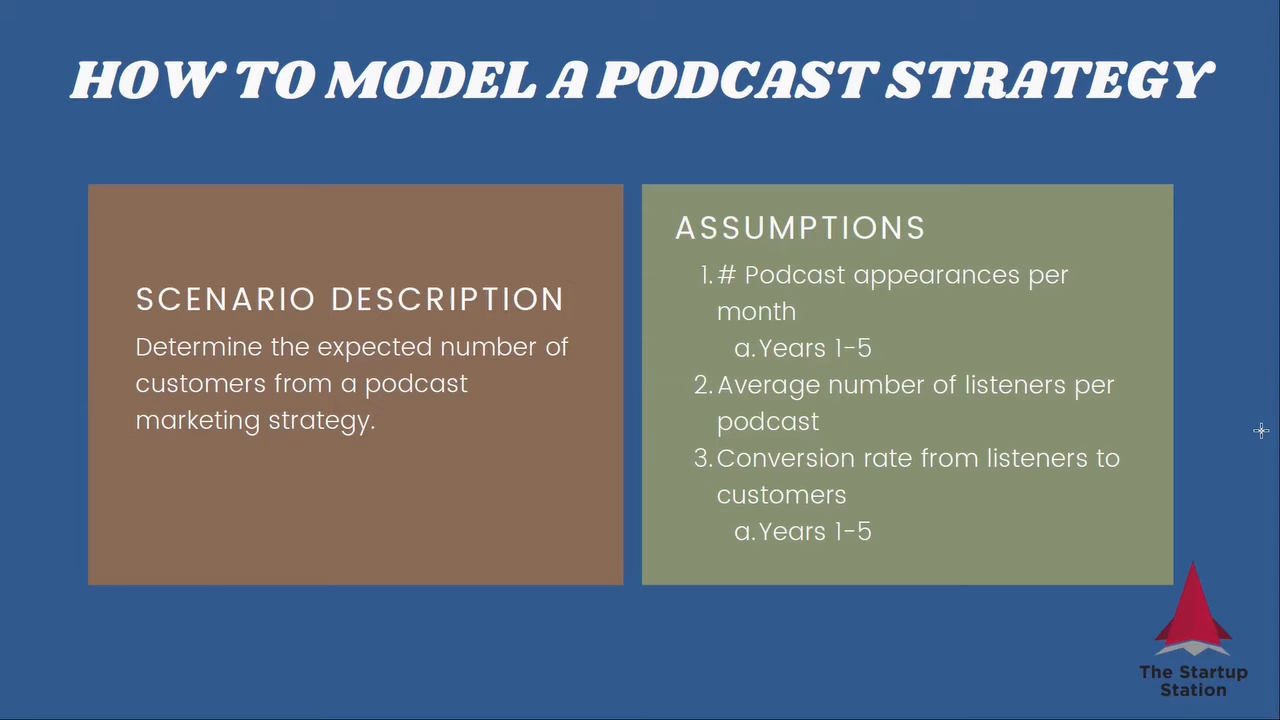 HOW TO MODEL A PODCAST STRATEGY
SCENARIO DESCRIPTION
Determine the expected number of
customers from a podcast
marketing strategy.
ASSUMPTIONS
1. # Podcast appearances per
month
a. Years 1-5
2. Average number of listeners per
podcast
3. Conversion rate from listeners to
customers
a. Years 1-5
The Startup
Station